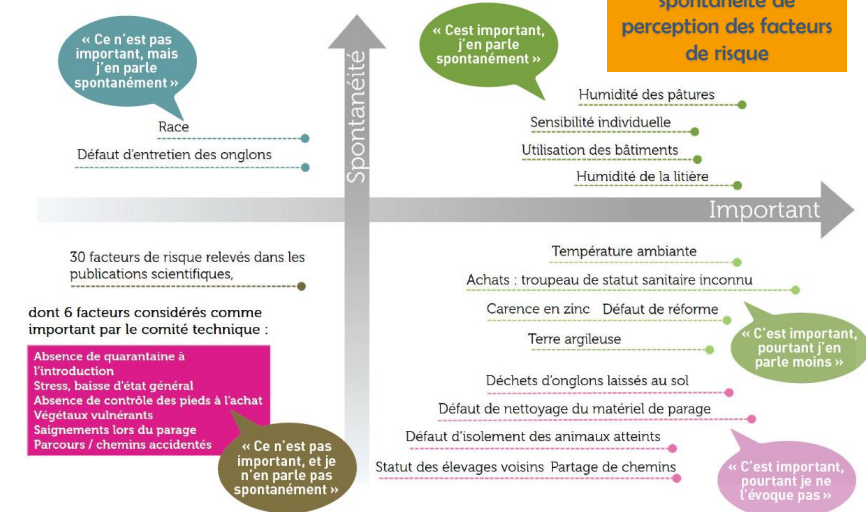 spontanéité de
perception des facteurs
de risque
« Ce n'est pas
important, mais
j'en parle
spontanément »
Race
Défaut d'entretien des onglons
Spontanéité
« Cest important,
j'en parle
spontanément »
Humidité des pâtures
Sensibilité individuelle
Utilisation des bâtiments
Humidité de la litière
Important
30 facteurs de risque relevés dans les
publications scientifiques,
dont 6 facteurs considérés comme
important par le comité technique :
Absence de quarantaine à
l'introduction
Stress, baisse d'état général
Absence de contrôle des pieds à l'achat
Végétaux vulnérants
Saignements lors du parage
Parcours / chemins accidentés
« Ce n'est pas
important, et je
n'en parle pas
spontanément »
Température ambiante
Achats : troupeau de statut sanitaire inconnu
Carence en zinc Défaut de réforme
Terre argileuse
« C'est important,
pourtant j'en
parle moins »
Déchets d'onglons laissés au sol
Défaut de nettoyage du matériel de parage
Défaut d'isolement des animaux atteints
Statut des élevages voisins Partage de chemins
« C'est important,
pourtant je ne
l'évoque pas »